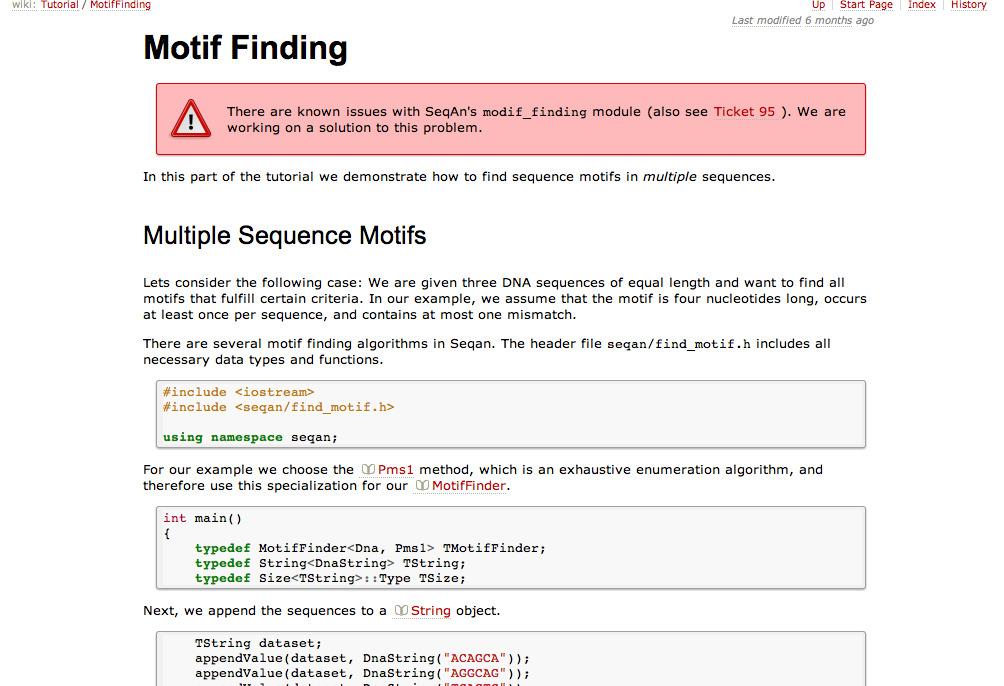 wiki: Tutorial / MotifFinding
Up | Start Page | Index | History
Last modified 6 months ago
Motif Finding
There are known issues with SeqAn's modif_finding module (also see Ticket 95 ). We are
working on a solution to this problem.
In this part of the tutorial we demonstrate how to find sequence motifs in multiple sequences.
Multiple Sequence Motifs
Lets consider the following case: We are given three DNA sequences of equal length and want to find all
motifs that fulfill certain criteria. In our example, we assume that the motif is four nucleotides long, occurs
at least once per sequence, and contains at most one mismatch.
There are several motif finding algorithms in Seqan. The header file seqan/find_motif.h includes all
necessary data types and functions.
#include <iostream>
#include <seqan/find_motif.h>
using namespace seqan;
For our example we choose the Pms1 method, which is an exhaustive enumeration algorithm, and
therefore use this specialization for our MotifFinder.
int main()
{
typedef MotifFinder<Dna, Pms1> TMotifFinder;
typedef String<DnaString> TString;
typedef Size<TString>::Type TSize;
Next, we append the sequences to a String object.
TString dataset;
appendValue(dataset, DnaString("ACAGCA"));
appendValue(dataset, DnaString("AGGCAG"));